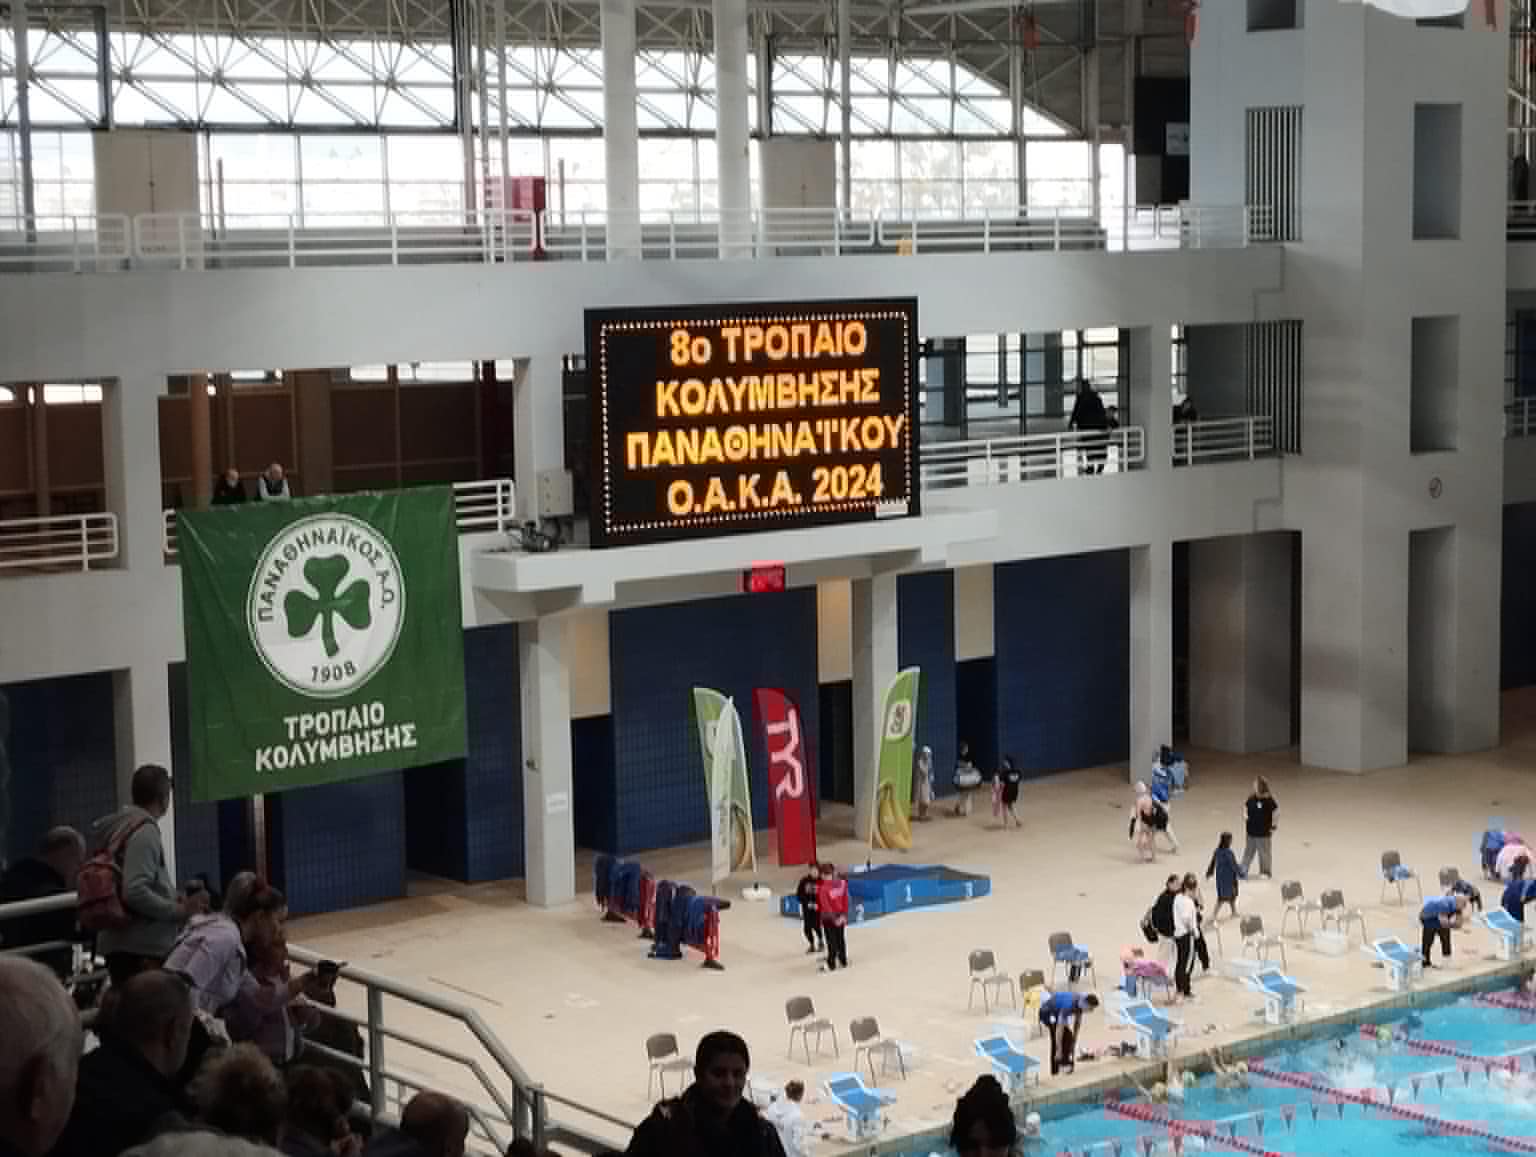 8ο ΤΡΟΠΑΙΟ
ΚΟΛΥΜΒΗΣΗΣ
ΠΑΝΑΘΗΝΑΪΚΟΥ
Ο.Α.Κ.Α. 2024
ΠΑΝΑΘΗΝΑΪΚΟΣ Α.Ο.
1908
ΤΡΟΠΑΙΟ
ΚΟΛΥΜΒΗΣΗΣ
TYR
1
2
3